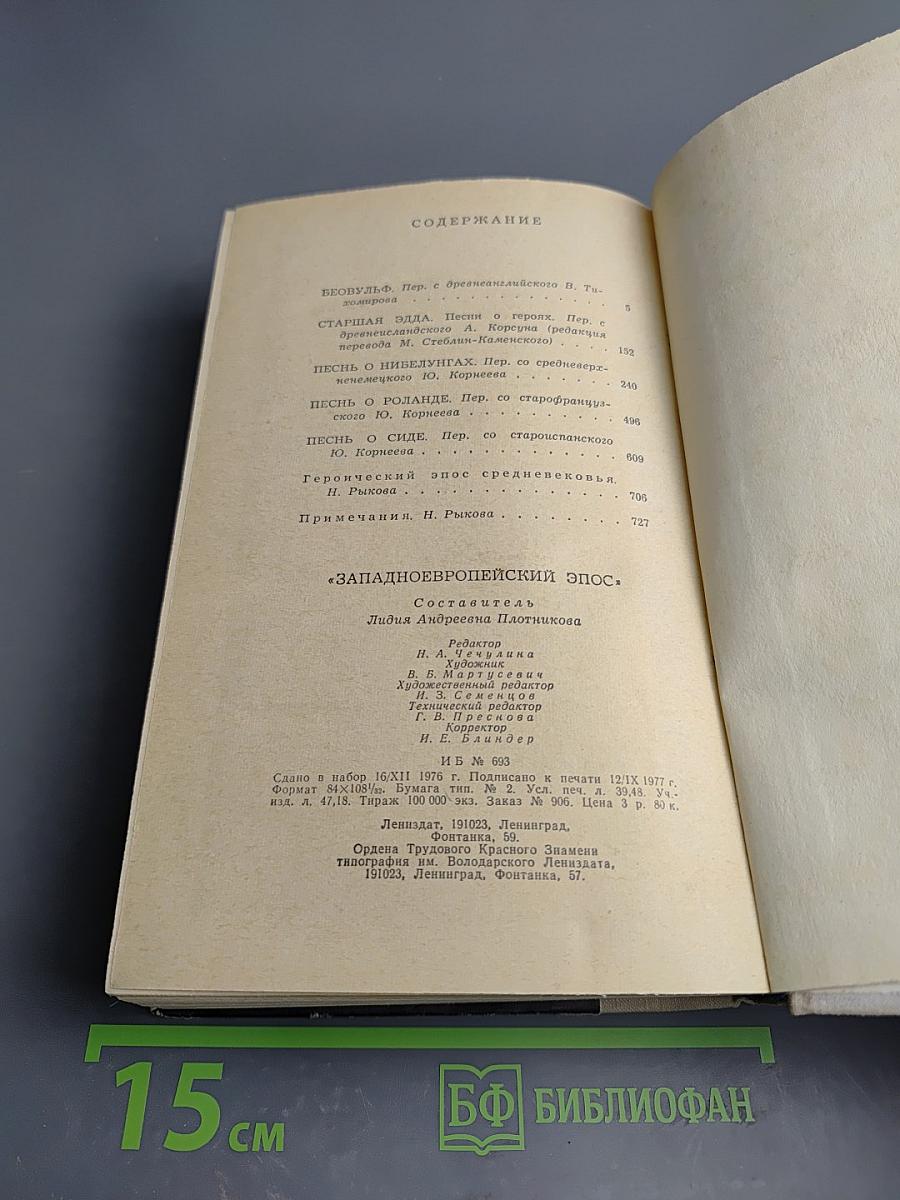 СОДЕРЖАНИЕ
БЕОВУЛЬФ. Пер. с древнеанглийского В. Ти-
хомирова . . . . . . . . . . . . . 5
СТАРШАЯ ЭДДА. Песни о героях. Пер. с
древнеисландского А. Корсуна (редакция
перевода М. Стеблин-Каменского) . . . . 152
ПЕСНЬ О НИБЕЛУНГАХ. Пер. со средневерх-
ненемецкого Ю. Корнеева . . . . . . . 240
ПЕСНЬ О РОЛАНДЕ. Пер. со старофранцуз-
ского Ю. Корнеева . . . . . . . . . . 496
ПЕСНЬ О СИДЕ. Пер. со староиспанского
Ю. Корнеева . . . . . . . . . . . . . 609
Героический эпос средневековья.
Н. Рыкова . . . . . . . . . . . . . . 706
Примечания. Н. Рыкова . . . . . . . . 727
«ЗАПАДНОЕВРОПЕЙСКИЙ ЭПОС»
Составитель
Лидия Андреевна Плотникова
Редактор
Н. А. Чечулина
Художник
В. Б. Мартусевич
Художественный редактор
И. З. Семенцов
Технический редактор
Г. В. Преснова
Корректор
И. Е. Блиндер
ИБ № 693
Сдано в набор 16/XII 1976 г. Подписано к печати 12/IX 1977 г.
Формат 84×108¹/₃₂. Бумага тип. № 2. Усл. печ. л. 39,48. Уч.-
изд. л. 47,18. Тираж 100 000 экз. Заказ № 906. Цена 3 р. 80 к.
Лениздат, 191023, Ленинград,
Фонтанка, 59.
Ордена Трудового Красного Знамени
типография им. Володарского Лениздата,
191023, Ленинград, Фонтанка, 57.
15 см
БФ БИБЛИОФАН